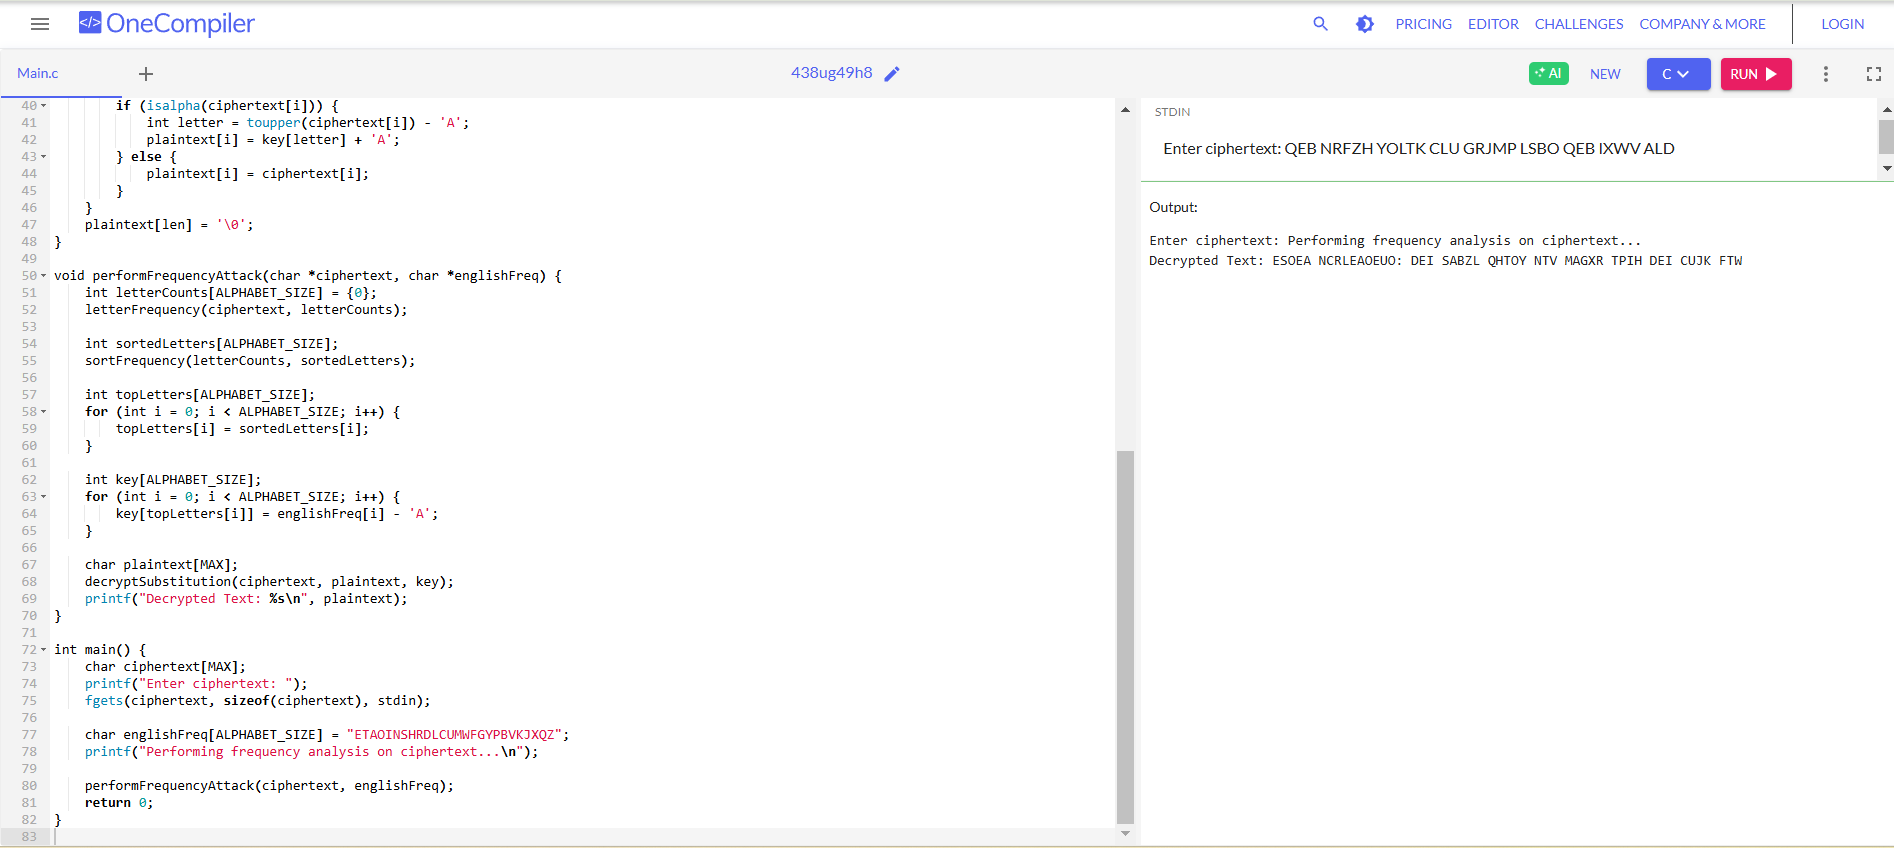 </> OneCompiler
PRICING EDITOR CHALLENGES COMPANY & MORE LOGIN
Main.c + 438ug49h8 AI NEW C RUN
40 if (isalpha(ciphertext[i])) {
41 int letter = toupper(ciphertext[i]) - 'A';
42 plaintext[i] = key[letter] + 'A';
43 } else {
44 plaintext[i] = ciphertext[i];
45 }
46 }
47 plaintext[len] = '\0';
48 }
49
50 void performFrequencyAttack(char *ciphertext, char *englishFreq) {
51 int letterCounts[ALPHABET_SIZE] = {0};
52 letterFrequency(ciphertext, letterCounts);
53
54 int sortedLetters[ALPHABET_SIZE];
55 sortFrequency(letterCounts, sortedLetters);
56
57 int topLetters[ALPHABET_SIZE];
58 for (int i = 0; i < ALPHABET_SIZE; i++) {
59 topLetters[i] = sortedLetters[i];
60 }
61
62 int key[ALPHABET_SIZE];
63 for (int i = 0; i < ALPHABET_SIZE; i++) {
64 key[topLetters[i]] = englishFreq[i] - 'A';
65 }
66
67 char plaintext[MAX];
68 decryptSubstitution(ciphertext, plaintext, key);
69 printf("Decrypted Text: %s\n", plaintext);
70 }
71
72 int main() {
73 char ciphertext[MAX];
74 printf("Enter ciphertext: ");
75 fgets(ciphertext, sizeof(ciphertext), stdin);
76
77 char englishFreq[ALPHABET_SIZE] = "ETAOINSHRDLCUMWFGYPBVKJXQZ";
78 printf("Performing frequency analysis on ciphertext...\n");
79
80 performFrequencyAttack(ciphertext, englishFreq);
81 return 0;
82 }
83
STDIN
Enter ciphertext: QEB NRFZH YOLTK CLU GRJMP LSBO QEB IXWV ALD
Output:
Enter ciphertext: Performing frequency analysis on ciphertext...
Decrypted Text: ESOEA NCRLEAOEUO: DEI SABZL QHTOY NTV MAGXR TPIH DEI CUJK FTW